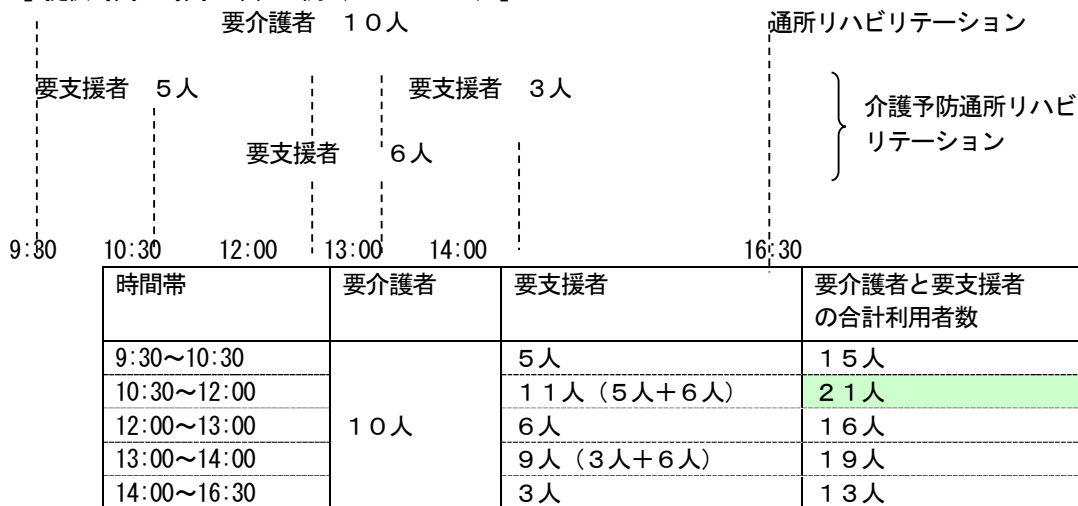 要介護者 １０人 通所リハビリテーション
要支援者 ５人 要支援者 ３人
介護予防通所リハビ
リテーション
要支援者 ６人
9:30 10:30 12:00 13:00 14:00 16:30
時間帯 要介護者 要支援者 要介護者と要支援者
の合計利用者数
9:30～10:30 ５人 １５人
10:30～12:00 １１人（５人＋６人） ２１人
12:00～13:00 １０人 ６人 １６人
13:00～14:00 ９人（３人＋６人） １９人
14:00～16:30 ３人 １３人